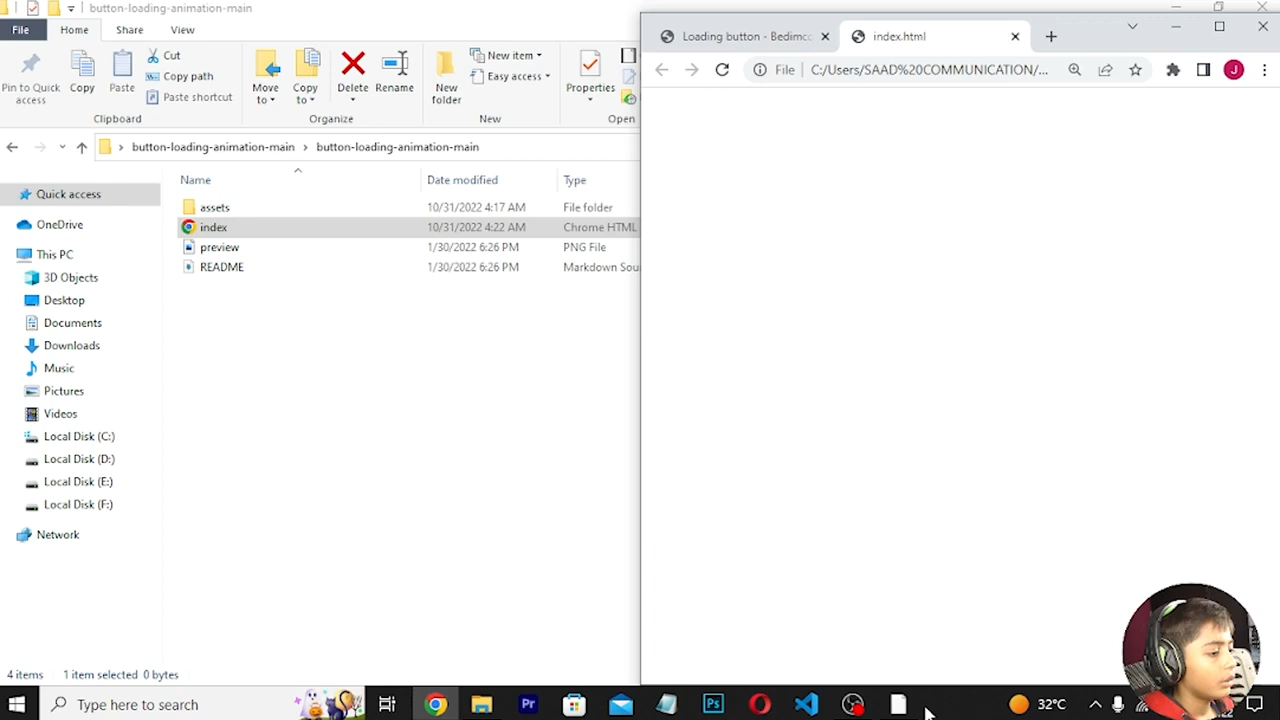 button-loading-animation-main
File
Home
Share
View
Pin to Quick access
Copy
Paste
Cut
Copy path
Paste shortcut
Clipboard
Move to
Copy to
Delete
Rename
Organize
New folder
New item
Easy access
New
Properties
Open
button-loading-animation-main
button-loading-animation-main
Name
Date modified
Type
assets
10/31/2022 4:17 AM
File folder
index
10/31/2022 4:22 AM
Chrome HTML
preview
1/30/2022 6:26 PM
PNG File
README
1/30/2022 6:26 PM
Markdown Sou
Quick access
OneDrive
This PC
3D Objects
Desktop
Documents
Downloads
Music
Pictures
Videos
Local Disk (C:)
Local Disk (D:)
Local Disk (E:)
Local Disk (F:)
Network
4 items
1 item selected 0 bytes
Loading button - Bedimco
index.html
File
C:/Users/SAAD%20COMMUNICATION/...
J
Type here to search
Pr
Ps
32°C